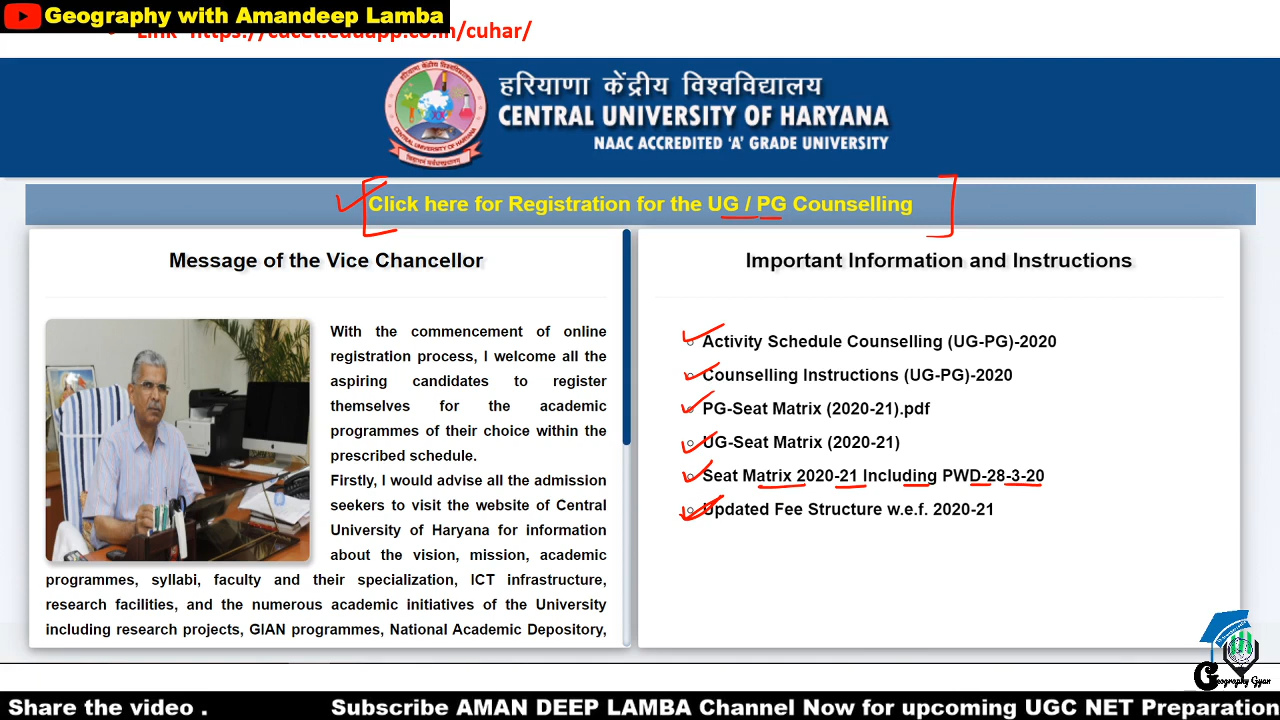 Geography with Amandeep Lamba
Link https://cucet.eduapp.co.in/cuhar/
हरियाणा केंद्रीय विश्वविद्यालय
CENTRAL UNIVERSITY OF HARYANA
NAAC ACCREDITED 'A' GRADE UNIVERSITY
Click here for Registration for the UG / PG Counselling
Message of the Vice Chancellor
With the commencement of online
registration process, I welcome all the
aspiring candidates to register
themselves for the academic
programmes of their choice within the
prescribed schedule.
Firstly, I would advise all the admission
seekers to visit the website of Central
University of Haryana for information
about the vision, mission, academic
programmes, syllabi, faculty and their specialization, ICT infrastructure,
research facilities, and the numerous academic initiatives of the University
including research projects, GIAN programmes, National Academic Depository,
Important Information and Instructions
Activity Schedule Counselling (UG-PG)-2020
Counselling Instructions (UG-PG)-2020
PG-Seat Matrix (2020-21).pdf
UG-Seat Matrix (2020-21)
Seat Matrix 2020-21 Including PWD-28-3-20
Updated Fee Structure w.e.f. 2020-21
Geography Gyan
Share the video .
Subscribe AMAN DEEP LAMBA Channel Now for upcoming UGC NET Preparation